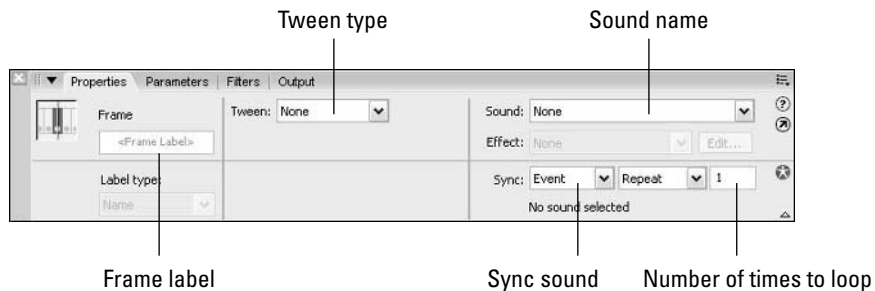 Tween type Sound name
Properties Parameters Filters Output
Frame Tween: None Sound: None
<Frame Label> Effect: None Edit...
Label type: Sync: Event Repeat 1
Name No sound selected
Frame label Sync sound Number of times to loop